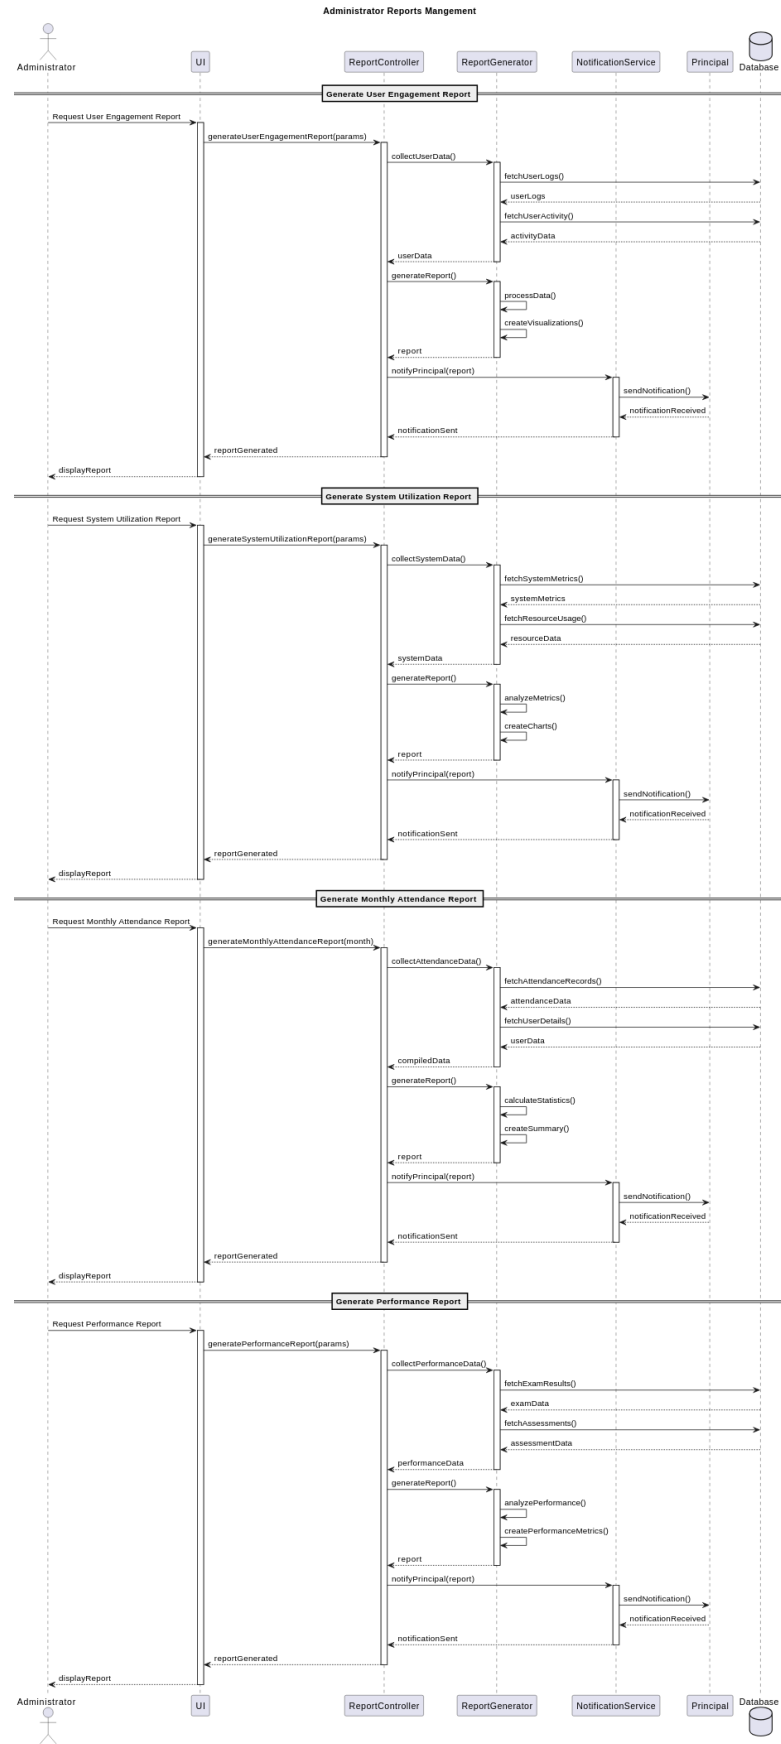 Administrator Reports Mangement
Administrator
UI
ReportController
ReportGenerator
NotificationService
Principal
Database
Generate User Engagement Report
Request User Engagement Report
generateUserEngagementReport(params)
collectUserData()
fetchUserLogs()
userLogs
fetchUserActivity()
activityData
userData
generateReport()
processData()
createVisualizations()
report
notifyPrincipal(report)
sendNotification()
notificationReceived
notificationSent
reportGenerated
displayReport
Generate System Utilization Report
Request System Utilization Report
generateSystemUtilizationReport(params)
collectSystemData()
fetchSystemMetrics()
systemMetrics
fetchResourceUsage()
resourceData
systemData
generateReport()
analyzeMetrics()
createCharts()
report
notifyPrincipal(report)
sendNotification()
notificationReceived
notificationSent
reportGenerated
displayReport
Generate Monthly Attendance Report
Request Monthly Attendance Report
generateMonthlyAttendanceReport(month)
collectAttendanceData()
fetchAttendanceRecords()
attendanceData
fetchUserDetails()
userData
compiledData
generateReport()
calculateStatistics()
createSummary()
report
notifyPrincipal(report)
sendNotification()
notificationReceived
notificationSent
reportGenerated
displayReport
Generate Performance Report
Request Performance Report
generatePerformanceReport(params)
collectPerformanceData()
fetchExamResults()
examData
fetchAssessments()
assessmentData
performanceData
generateReport()
analyzePerformance()
createPerformanceMetrics()
report
notifyPrincipal(report)
sendNotification()
notificationReceived
notificationSent
reportGenerated
displayReport
Administrator
UI
ReportController
ReportGenerator
NotificationService
Principal
Database